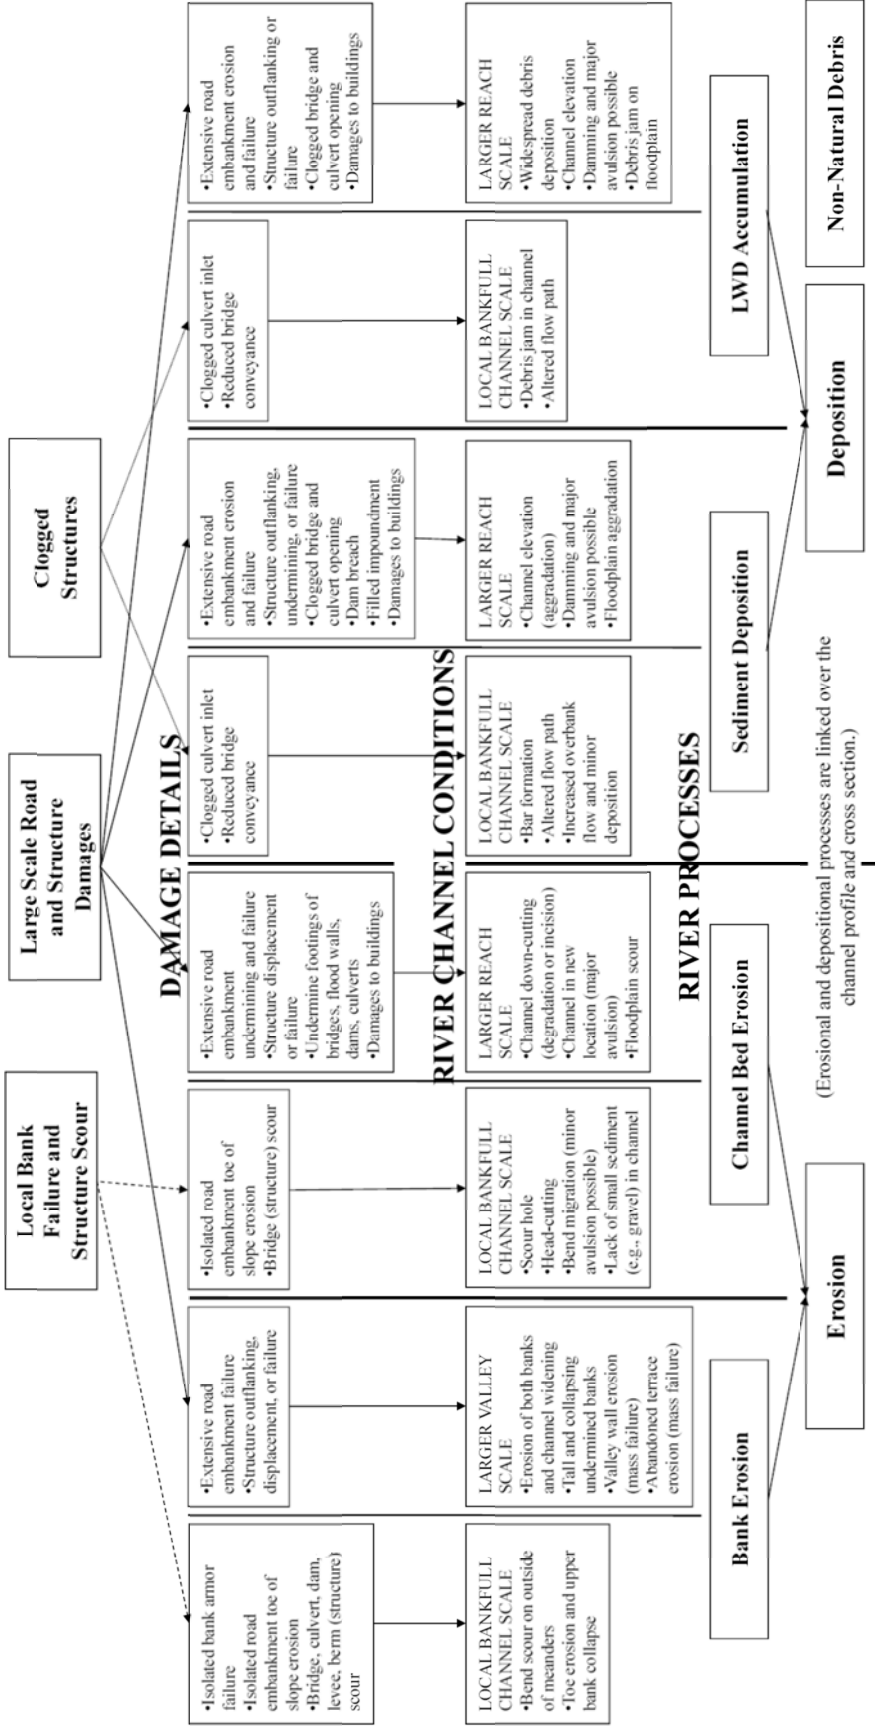 Local Bank
Failure and
Structure Scour
Large Scale Road
and Structure
Damages
Clogged
Structures
DAMAGE DETAILS
•Isolated bank armor
failure
•Isolated road
embankment toe of
slope erosion
•Bridge, culvert, dam,
levee, berm (structure)
scour
•Extensive road
embankment failure
•Structure outflanking,
displacement, or failure
•Isolated road
embankment toe of
slope erosion
•Bridge (structure) scour
•Extensive road
embankment
undermining and failure
•Structure displacement
or failure
•Undermine footings of
bridges, flood walls,
dams, culverts
•Damages to buildings
•Clogged culvert inlet
•Reduced bridge
conveyance
•Extensive road
embankment erosion
and failure
•Structure outflanking,
undermining, or failure
•Clogged bridge and
culvert opening
•Dam breach
•Filled impoundment
•Damages to buildings
•Clogged culvert inlet
•Reduced bridge
conveyance
•Extensive road
embankment erosion
and failure
•Structure outflanking or
failure
•Clogged bridge and
culvert opening
•Damages to buildings
RIVER CHANNEL CONDITIONS
LOCAL BANKFULL
CHANNEL SCALE
•Bend scour on outside
of meanders
•Toe erosion and upper
bank collapse
LARGER VALLEY
SCALE
•Erosion of both banks
and channel widening
•Tall and collapsing
undermined banks
•Valley wall erosion
(mass failure)
•Abandoned terrace
erosion (mass failure)
LOCAL BANKFULL
CHANNEL SCALE
•Scour hole
•Head-cutting
•Bend migration (minor
avulsion possible)
•Lack of small sediment
(e.g., gravel) in channel
LARGER REACH
SCALE
•Channel down-cutting
(degradation or incision)
•Channel in new
location (major
avulsion)
•Floodplain scour
LOCAL BANKFULL
CHANNEL SCALE
•Bar formation
•Altered flow path
•Increased overbank
flow and minor
deposition
LARGER REACH
SCALE
•Channel elevation
(aggradation)
•Damming and major
avulsion possible
•Floodplain aggradation
LOCAL BANKFULL
CHANNEL SCALE
•Debris jam in channel
•Altered flow path
LARGER REACH
SCALE
•Widespread debris
deposition
•Channel elevation
•Damming and major
avulsion possible
•Debris jam on
floodplain
RIVER PROCESSES
Bank Erosion
Channel Bed Erosion
Sediment Deposition
LWD Accumulation
Erosion
(Erosional and depositional processes are linked over the
channel profile and cross section.)
Deposition
Non-Natural Debris